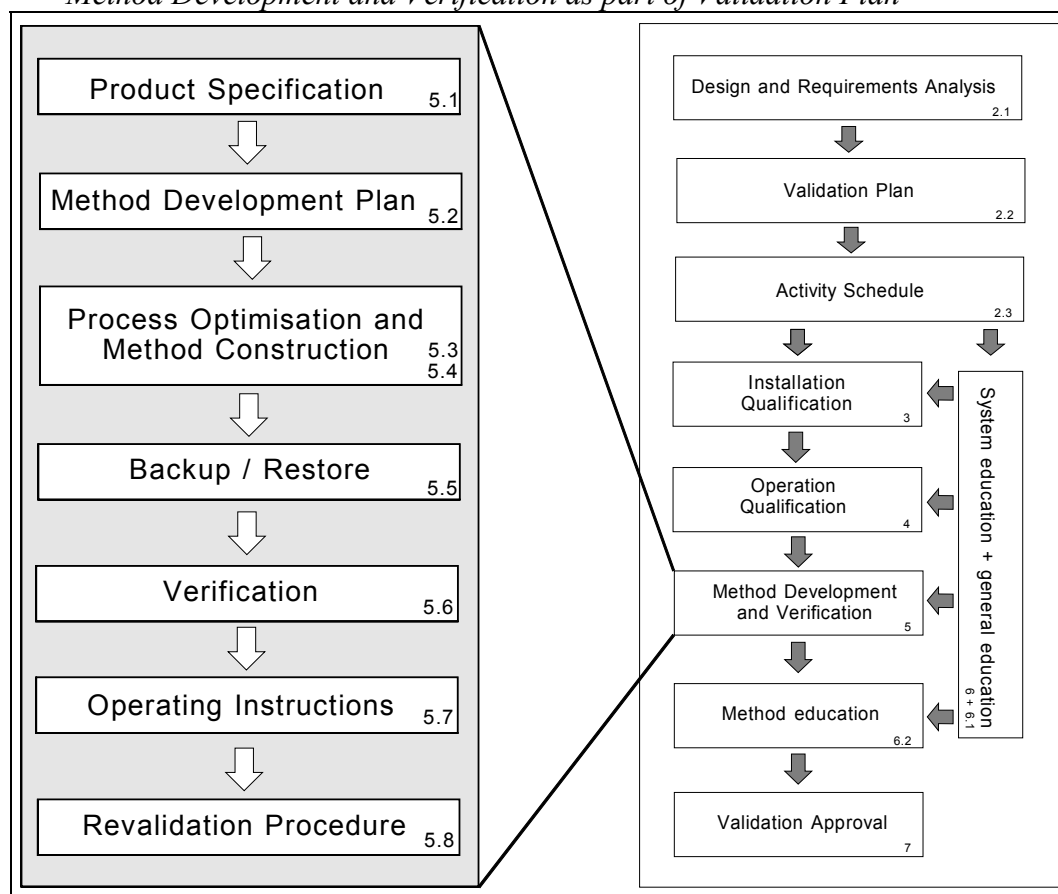 Method Development and Verification as part of Validation Plan
Product Specification
5.1
Method Development Plan
5.2
Process Optimisation and
Method Construction
5.3
5.4
Backup / Restore
5.5
Verification
5.6
Operating Instructions
5.7
Revalidation Procedure
5.8
Design and Requirements Analysis
2.1
Validation Plan
2.2
Activity Schedule
2.3
Installation
Qualification
3
Operation
Qualification
4
Method Development
and Verification
5
Method education
6.2
Validation Approval
7
System education + general education
6 + 6.1